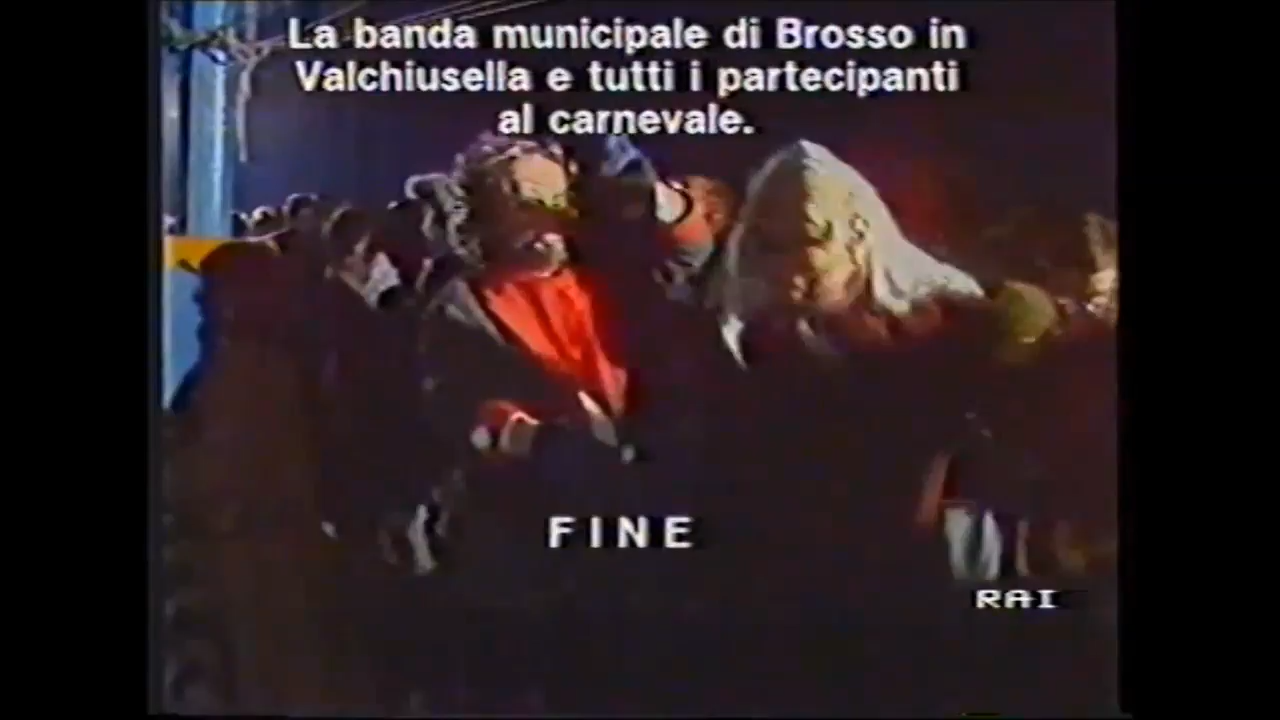 La banda municipale di Brosso in
Valchiusella e tutti i partecipanti
al carnevale.
FINE
RAI